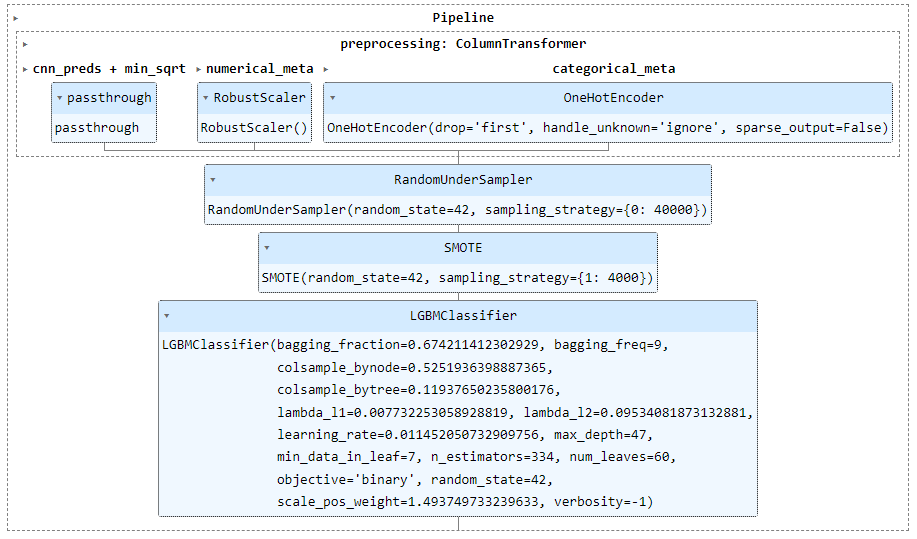 Pipeline
preprocessing: ColumnTransformer
cnn_preds + min_sqrt numerical_meta categorical_meta
passthrough RobustScaler OneHotEncoder
passthrough RobustScaler() OneHotEncoder(drop='first', handle_unknown='ignore', sparse_output=False)
RandomUnderSampler
RandomUnderSampler(random_state=42, sampling_strategy={0: 40000})
SMOTE
SMOTE(random_state=42, sampling_strategy={1: 4000})
LGBMClassifier
LGBMClassifier(bagging_fraction=0.674211412302929, bagging_freq=9,
colsample_bynode=0.5251936398887365,
colsample_bytree=0.11937650235800176,
lambda_l1=0.007732253058928819, lambda_l2=0.09534081873132881,
learning_rate=0.011452050732909756, max_depth=47,
min_data_in_leaf=7, n_estimators=334, num_leaves=60,
objective='binary', random_state=42,
scale_pos_weight=1.493749733239633, verbosity=-1)